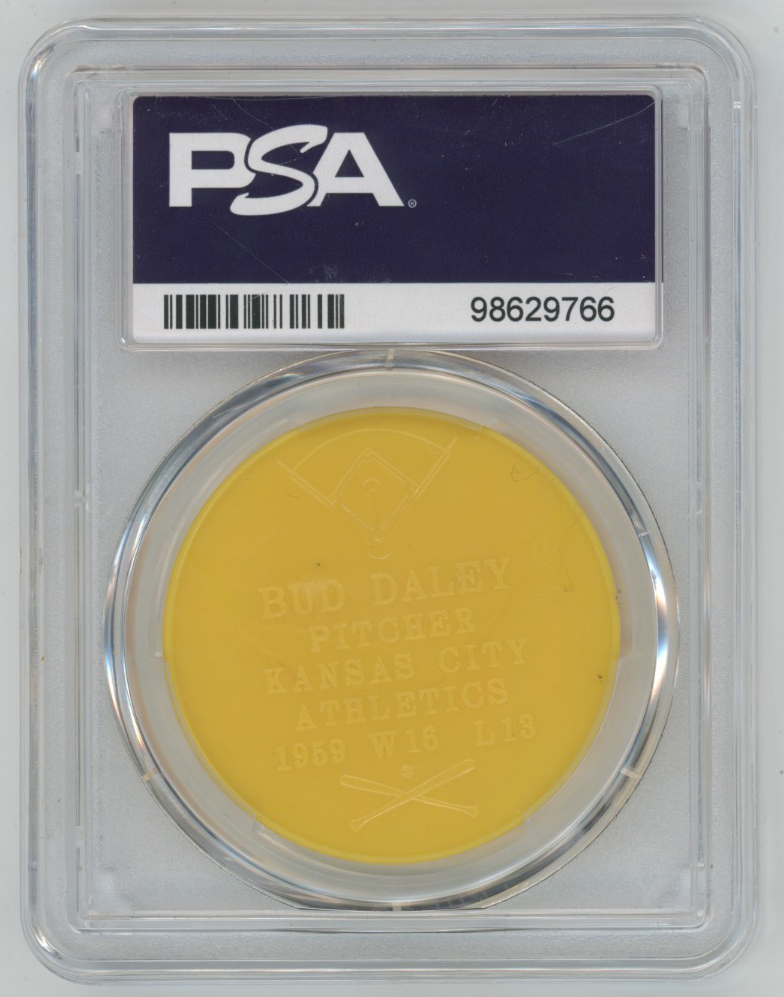 PSA®
98629766
BUD DALEY
PITCHER
KANSAS CITY
ATHLETICS
1959 W16 L13